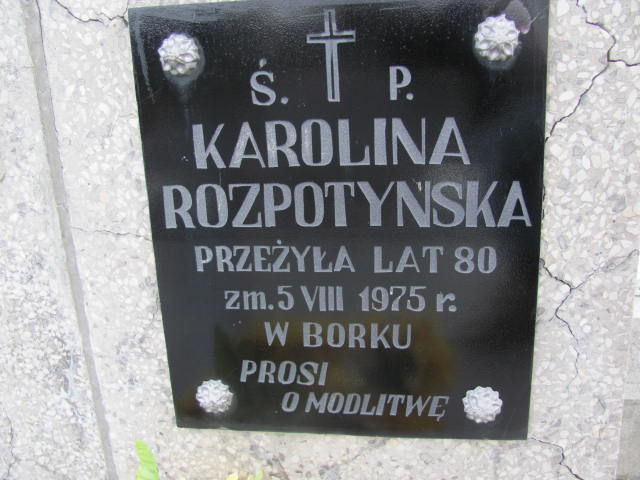 Ś. P.
KAROLINA
ROZPOTYŃSKA
PRZEŻYŁA LAT 80
zm. 5 VIII 1975 r.
W BORKU
PROSI
O MODLITWĘ